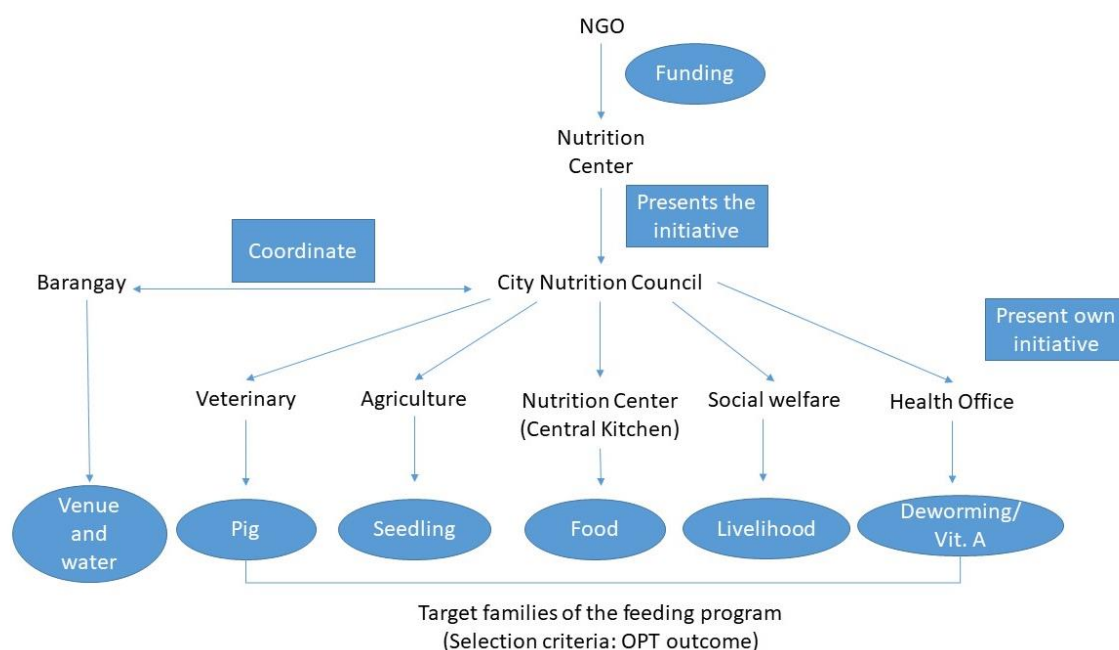 NGO
Funding
Nutrition
Center
Presents the
initiative
Coordinate
Barangay
City Nutrition Council
Present own
initiative
Veterinary
Agriculture
Nutrition Center
(Central Kitchen)
Social welfare
Health Office
Venue
and
water
Pig
Seedling
Food
Livelihood
Deworming/
Vit. A
Target families of the feeding program
(Selection criteria: OPT outcome)